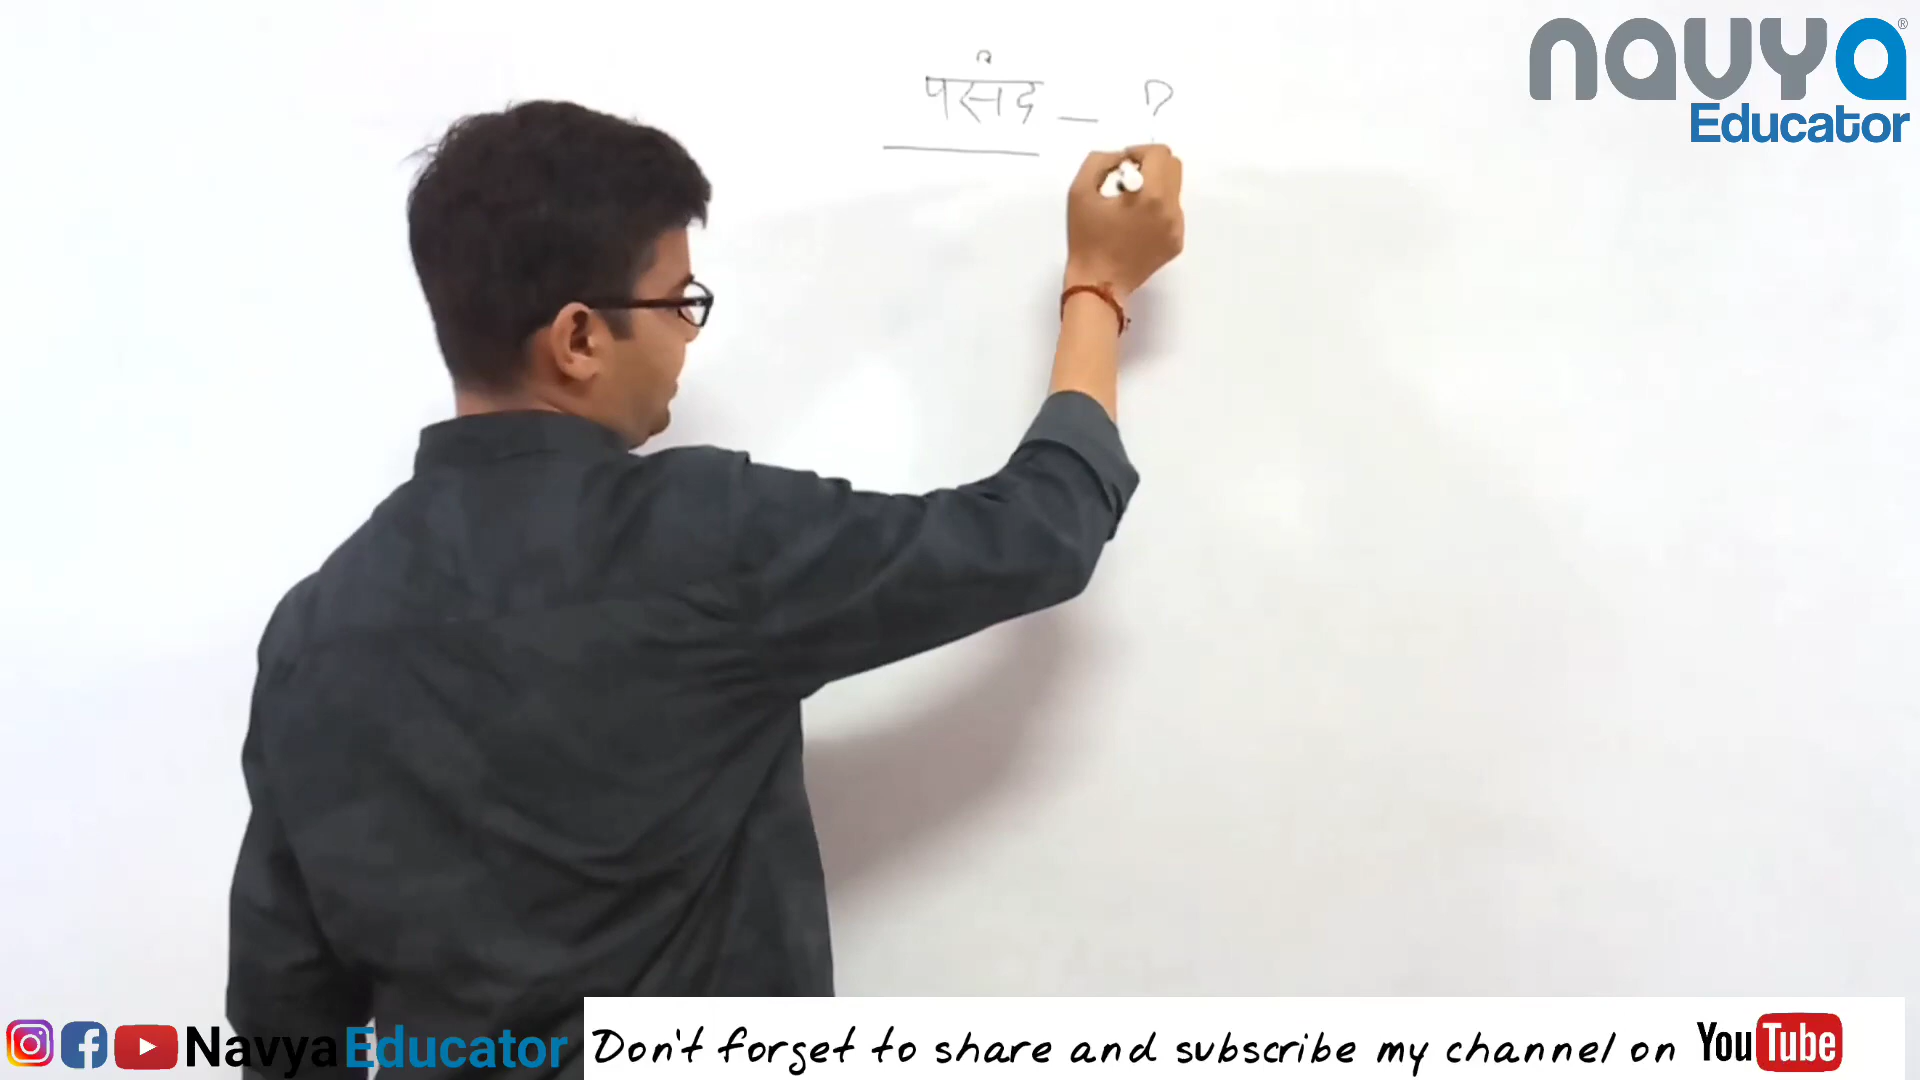 navya®
Educator
n
पसंद – P
NavyaEducator
Don't forget to share and subscribe my channel on YouTube